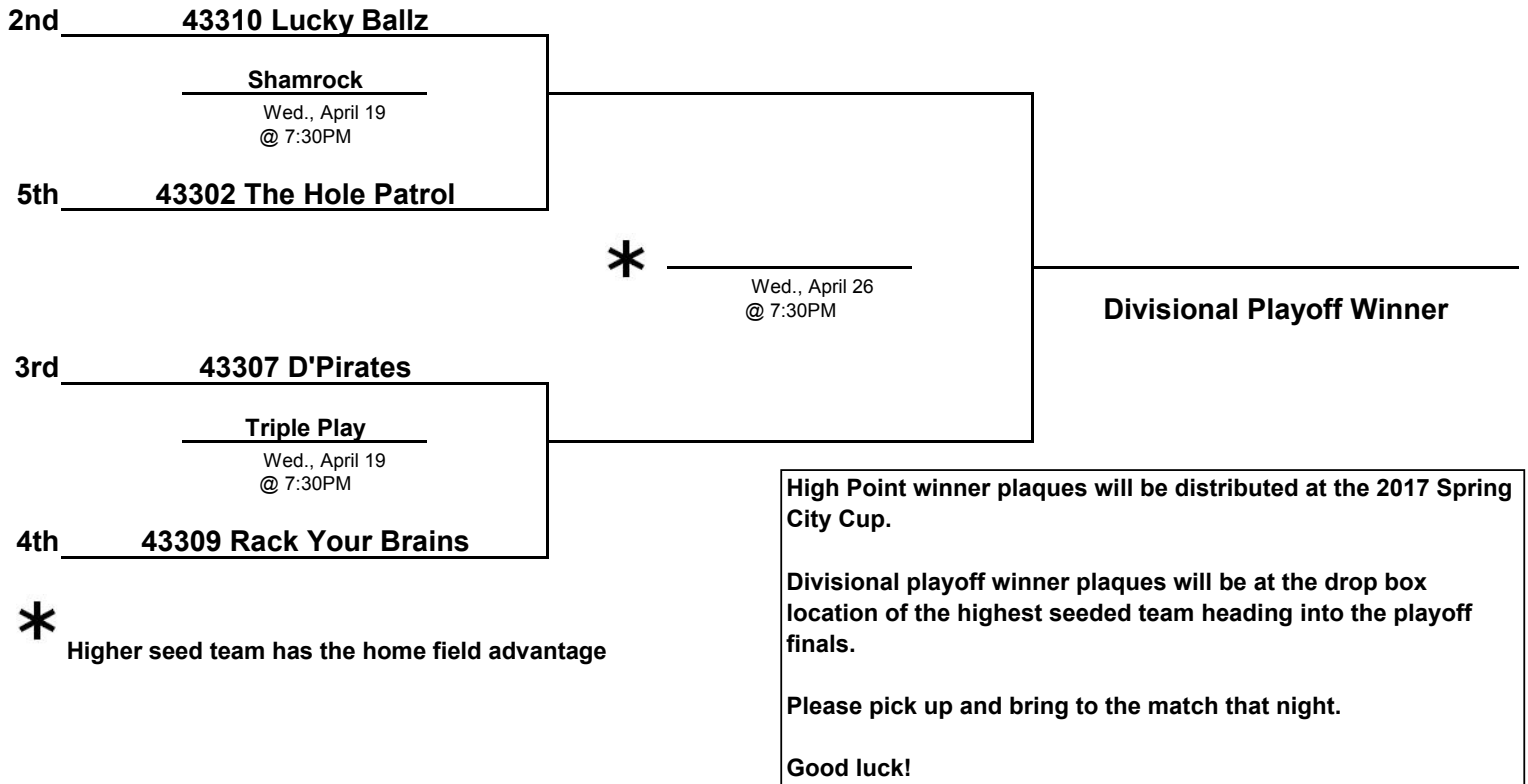 2nd 43310 Lucky Ballz
Shamrock
Wed., April 19
@ 7:30PM
5th 43302 The Hole Patrol
*
Wed., April 26
@ 7:30PM
Divisional Playoff Winner
3rd 43307 D'Pirates
Triple Play
Wed., April 19
@ 7:30PM
4th 43309 Rack Your Brains
* Higher seed team has the home field advantage
High Point winner plaques will be distributed at the 2017 Spring
City Cup.
Divisional playoff winner plaques will be at the drop box
location of the highest seeded team heading into the playoff
finals.
Please pick up and bring to the match that night.
Good luck!